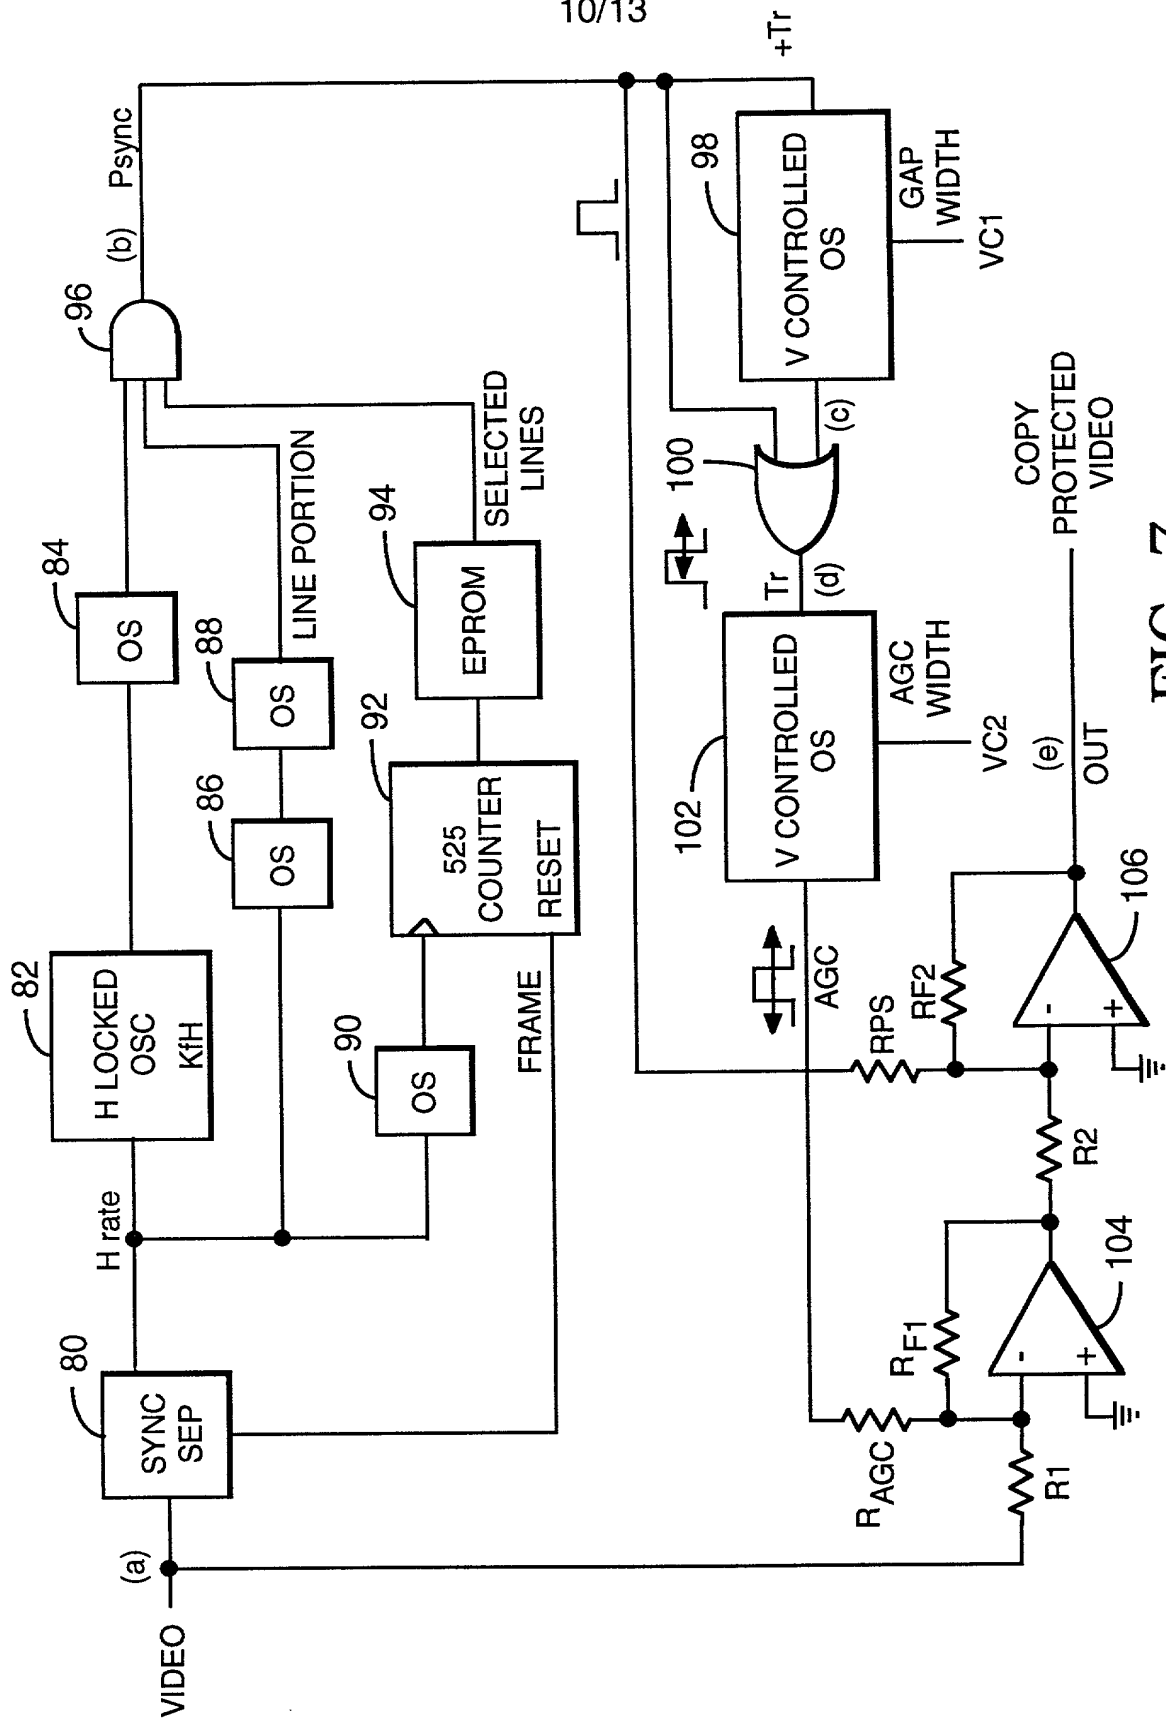 10/13
VIDEO
(a)
80
SYNC
SEP
H rate
82
H LOCKED
OSC
KfH
84
OS
86
OS
88
OS
LINE PORTION
90
OS
FRAME
92
525
COUNTER
RESET
94
EPROM
SELECTED
LINES
96
(b)
Psync
+Tr
98
V CONTROLLED
OS
GAP
WIDTH
VC1
(c)
100
Tr
(d)
102
V CONTROLLED
OS
AGC
WIDTH
VC2
AGC
RAGC
R1
RF1
-
+
104
R2
RPS
RF2
-
+
106
(e)
OUT
COPY
PROTECTED
VIDEO
FIG. 7